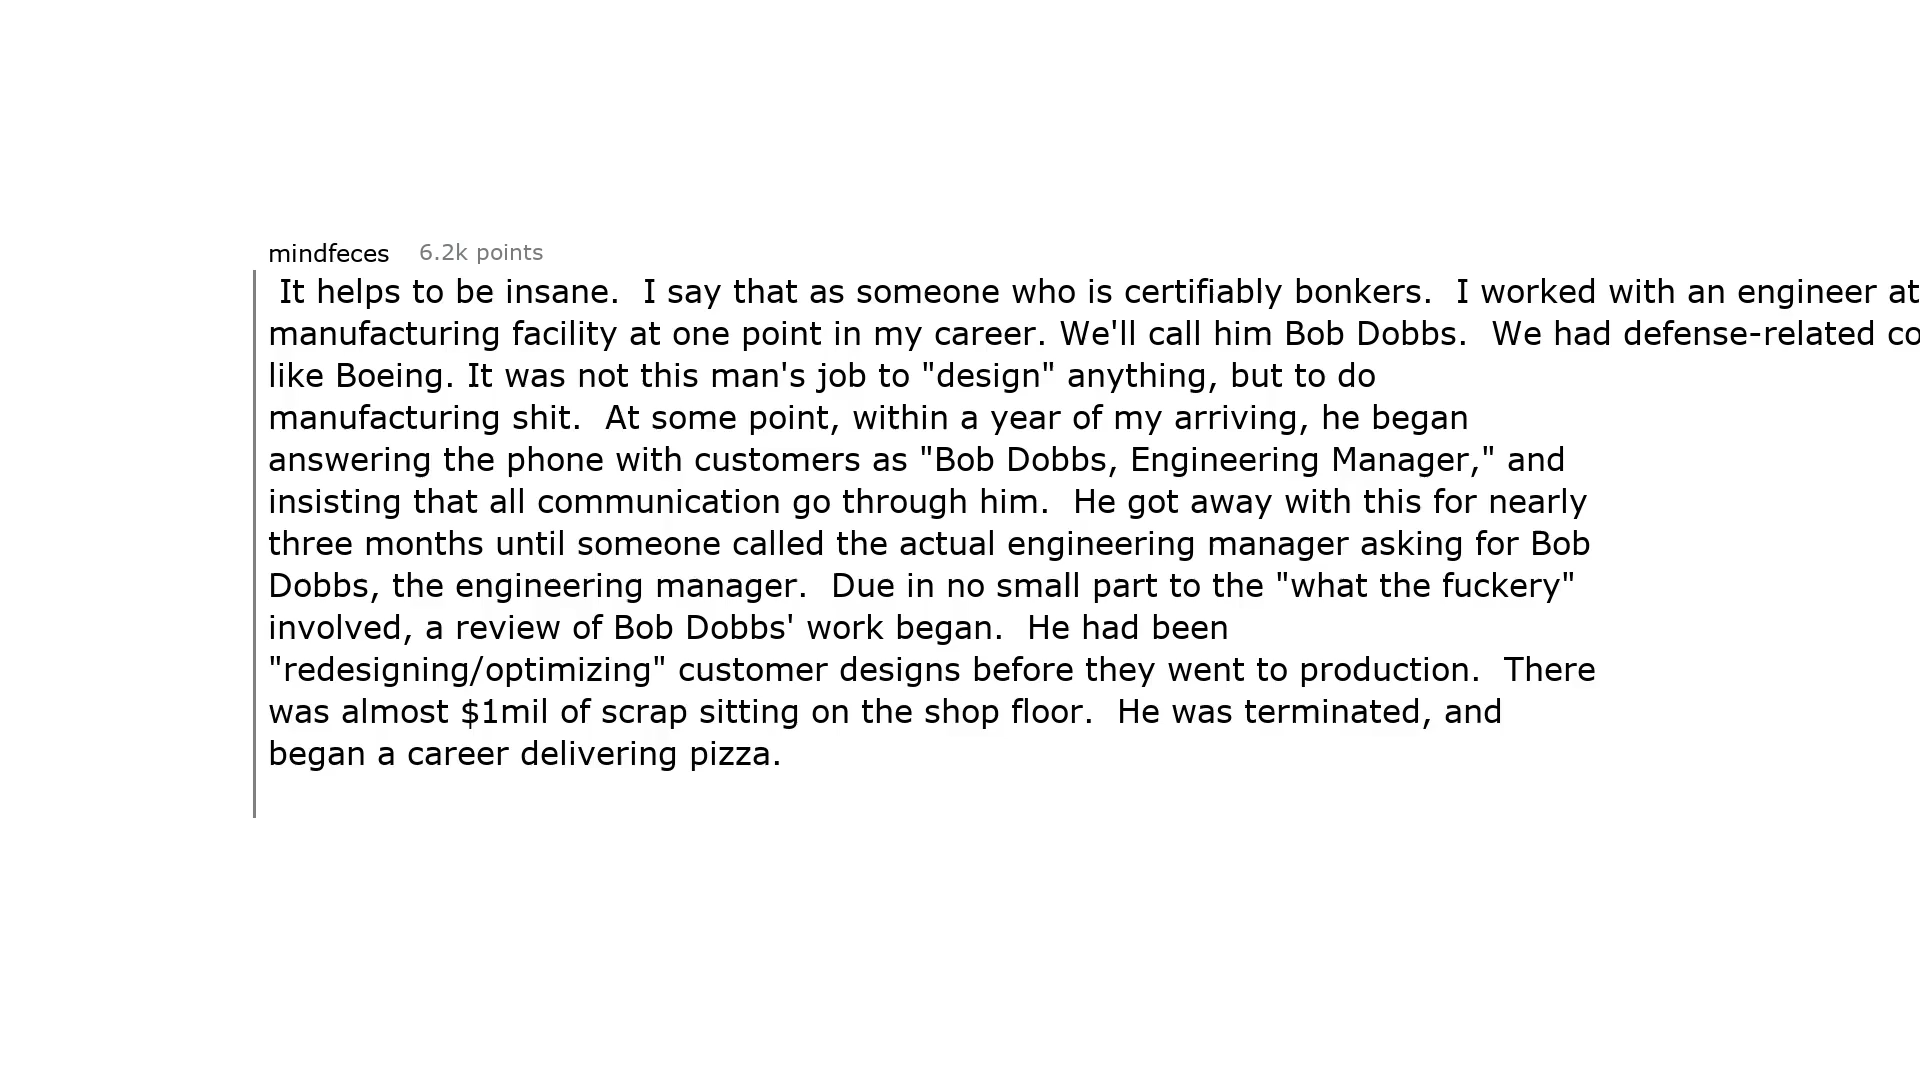 mindfeces 6.2k points
It helps to be insane.  I say that as someone who is certifiably bonkers.  I worked with an engineer at
manufacturing facility at one point in my career. We'll call him Bob Dobbs.  We had defense-related
like Boeing. It was not this man's job to "design" anything, but to do
manufacturing shit.  At some point, within a year of my arriving, he began
answering the phone with customers as "Bob Dobbs, Engineering Manager," and
insisting that all communication go through him.  He got away with this for nearly
three months until someone called the actual engineering manager asking for Bob
Dobbs, the engineering manager.  Due in no small part to the "what the fuckery"
involved, a review of Bob Dobbs' work began.  He had been
"redesigning/optimizing" customer designs before they went to production.  There
was almost $1mil of scrap sitting on the shop floor.  He was terminated, and
began a career delivering pizza.